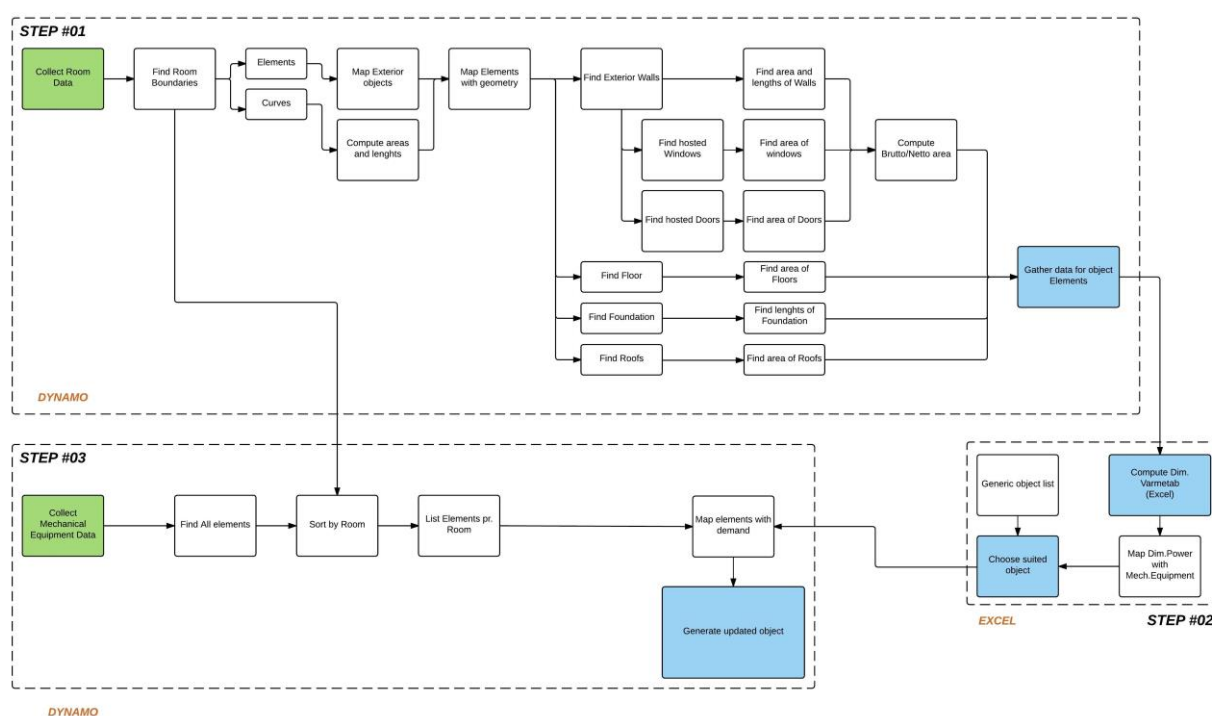 STEP #01
Collect Room
Data
Find Room
Boundaries
Elements
Curves
Map Exterior
objects
Compute areas
and lenghts
Map Elements
with geometry
Find Exterior Walls
Find area and
lengths of Walls
Find hosted
Windows
Find area of
windows
Compute
Brutto/Netto area
Find hosted Doors
Find area of Doors
Find Floor
Find area of
Floors
Gather data for object
Elements
Find Foundation
Find lenghts of
Foundation
Find Roofs
Find area of Roofs
DYNAMO
STEP #03
Collect
Mechanical
Equipment Data
Find All elements
Sort by Room
List Elements pr.
Room
Map elements with
demand
Generate updated object
DYNAMO
Generic object list
Compute Dim.
Varmetab
(Excel)
Choose suited
object
Map Dim.Power
with
Mech.Equipment
EXCEL
STEP #02